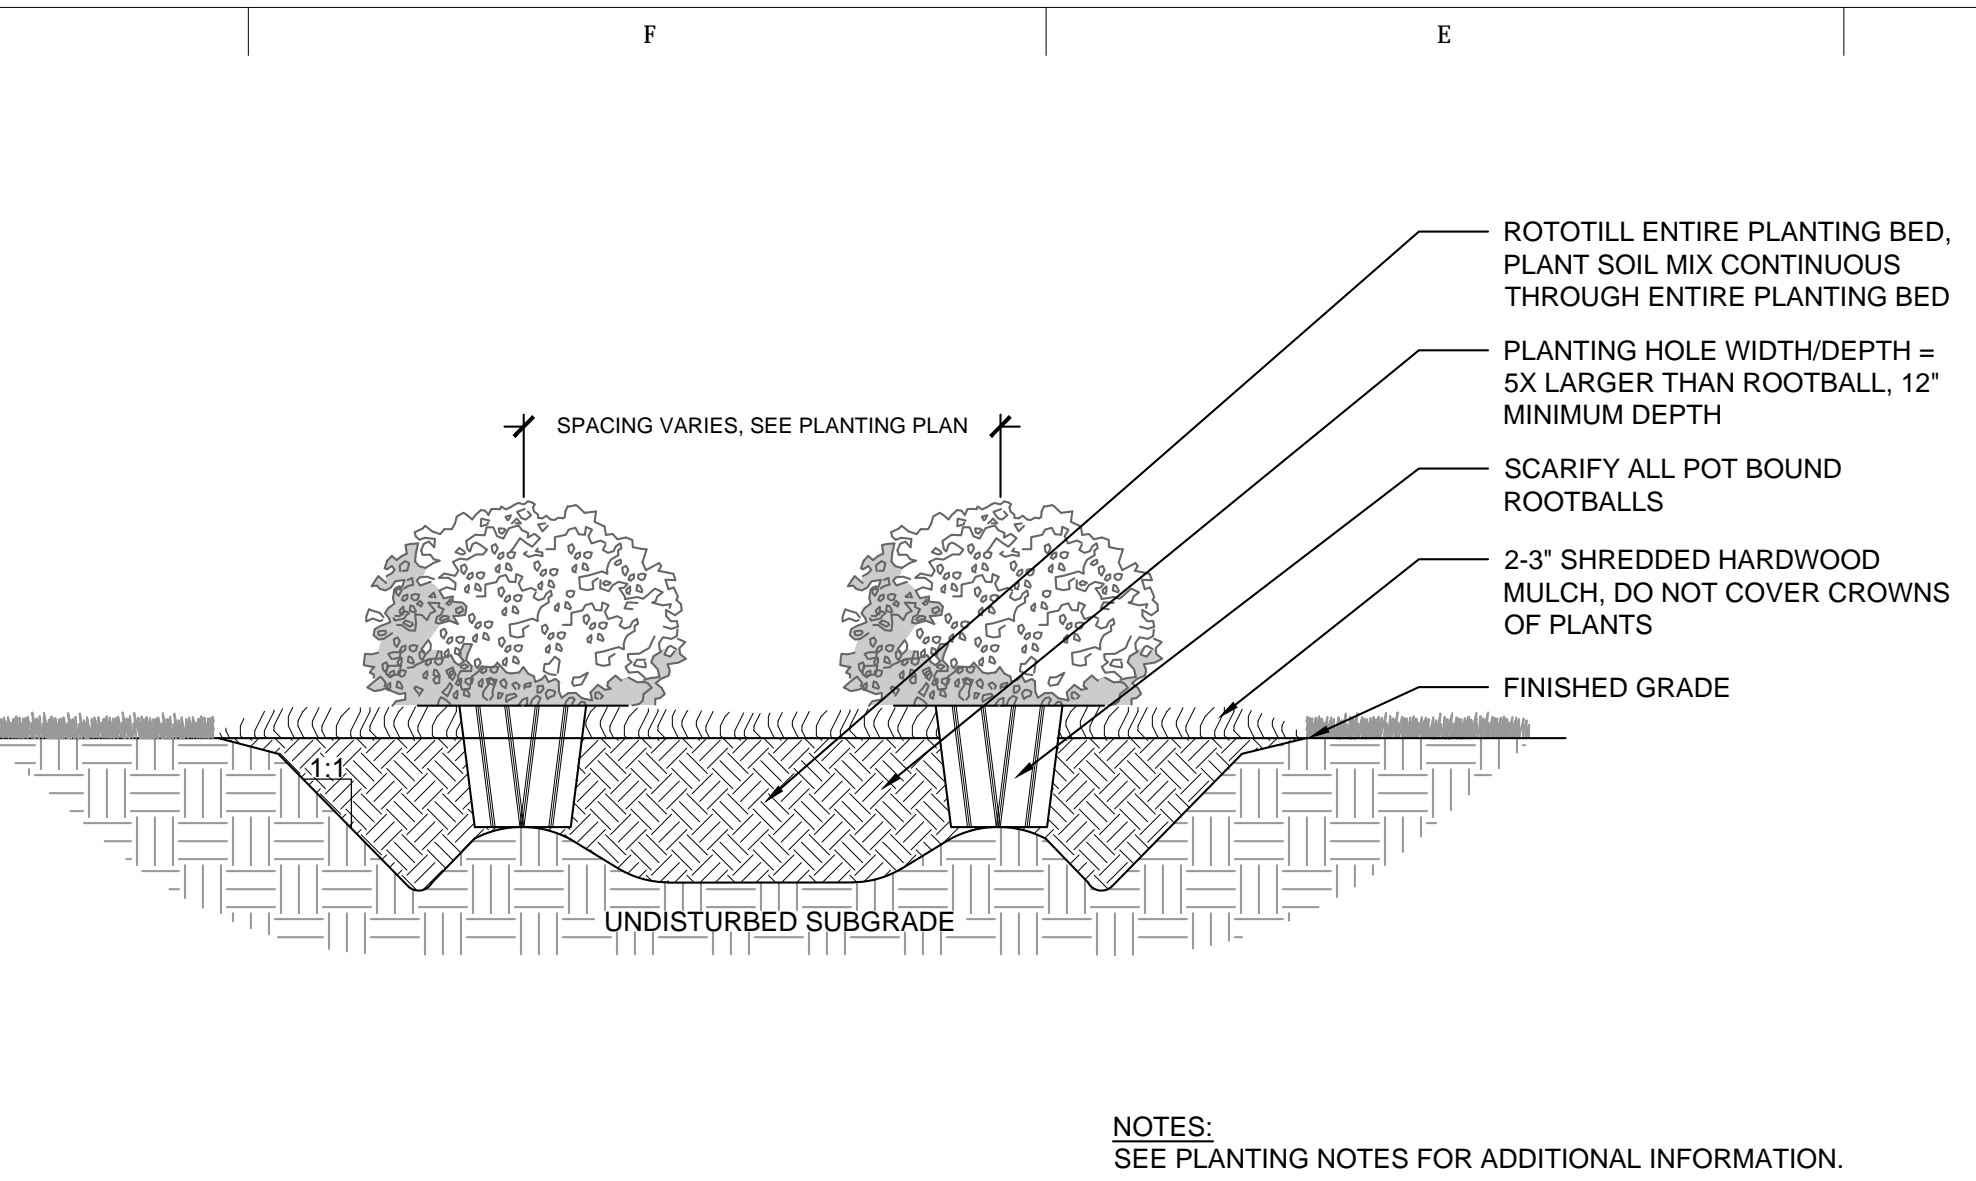 F
E
ROTOTILL ENTIRE PLANTING BED,
PLANT SOIL MIX CONTINUOUS
THROUGH ENTIRE PLANTING BED
PLANTING HOLE WIDTH/DEPTH =
5X LARGER THAN ROOTBALL, 12"
MINIMUM DEPTH
SPACING VARIES, SEE PLANTING PLAN
SCARIFY ALL POT BOUND
ROOTBALLS
2-3" SHREDDED HARDWOOD
MULCH, DO NOT COVER CROWNS
OF PLANTS
FINISHED GRADE
1:1
UNDISTURBED SUBGRADE
NOTES:
SEE PLANTING NOTES FOR ADDITIONAL INFORMATION.